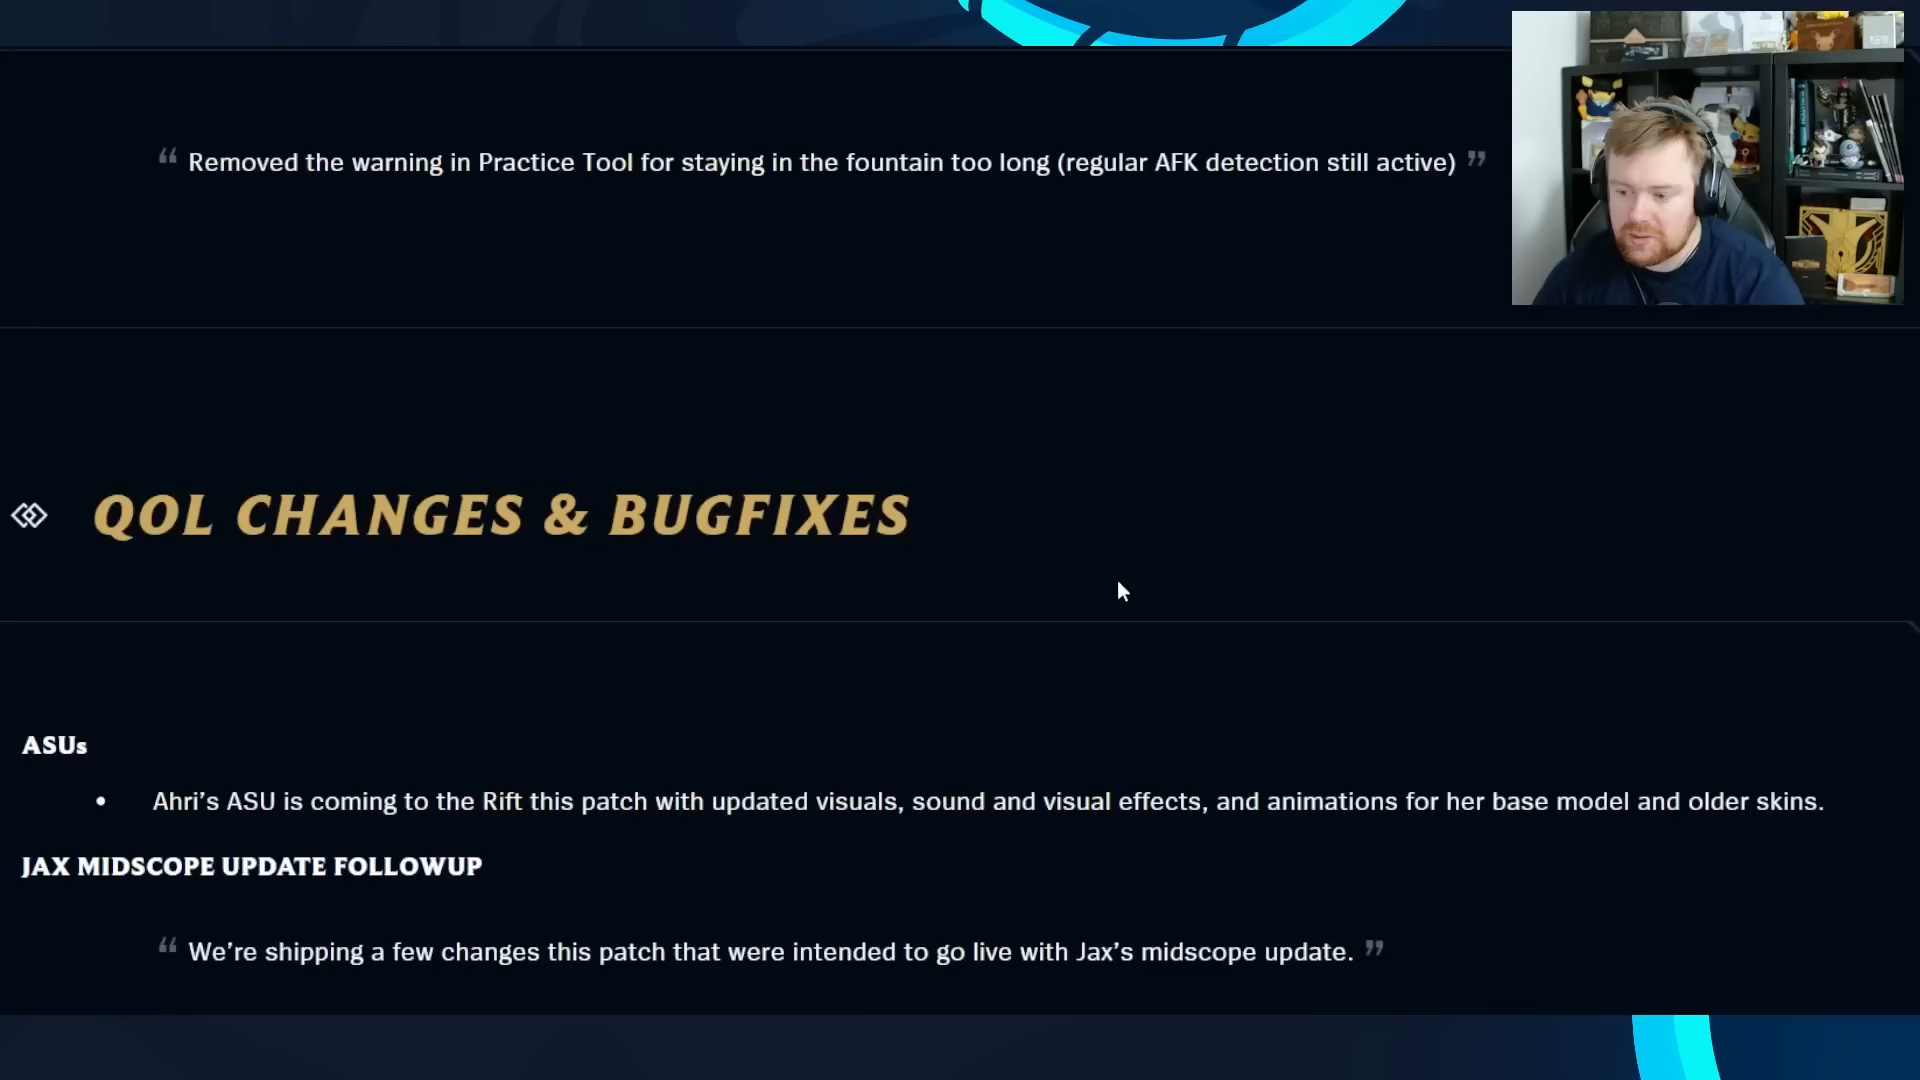 “ Removed the warning in Practice Tool for staying in the fountain too long (regular AFK detection still active) ”
QOL CHANGES & BUGFIXES
ASUs
• Ahri’s ASU is coming to the Rift this patch with updated visuals, sound and visual effects, and animations for her base model and older skins.
JAX MIDSCOPE UPDATE FOLLOWUP
“ We’re shipping a few changes this patch that were intended to go live with Jax’s midscope update. ”